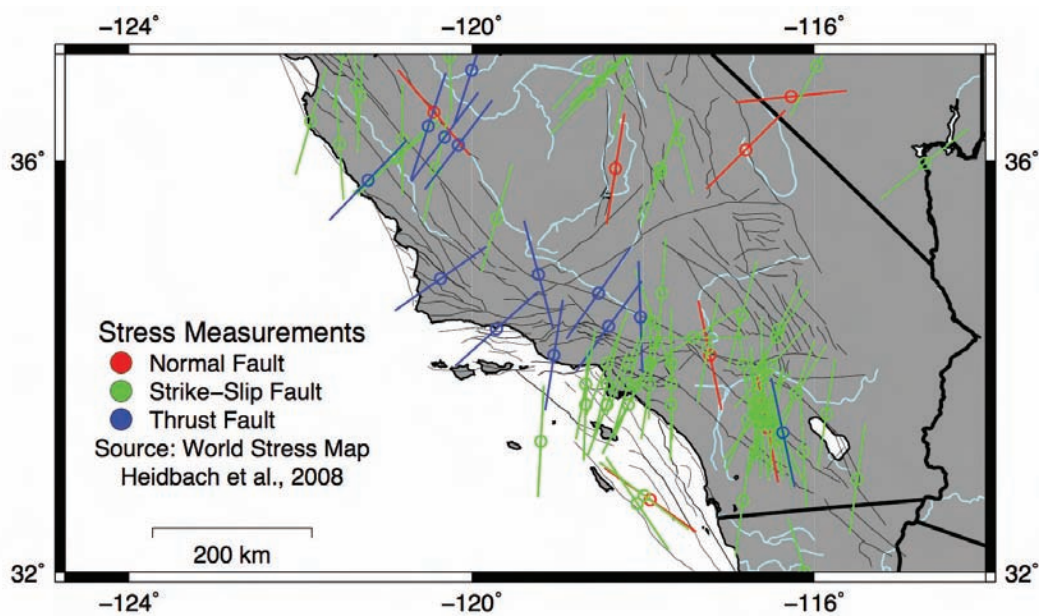 −124° −120° −116°
36° 36°
Stress Measurements
Normal Fault
Strike−Slip Fault
Thrust Fault
Source: World Stress Map
Heidbach et al., 2008
200 km
32° 32°
−124° −120° −116°